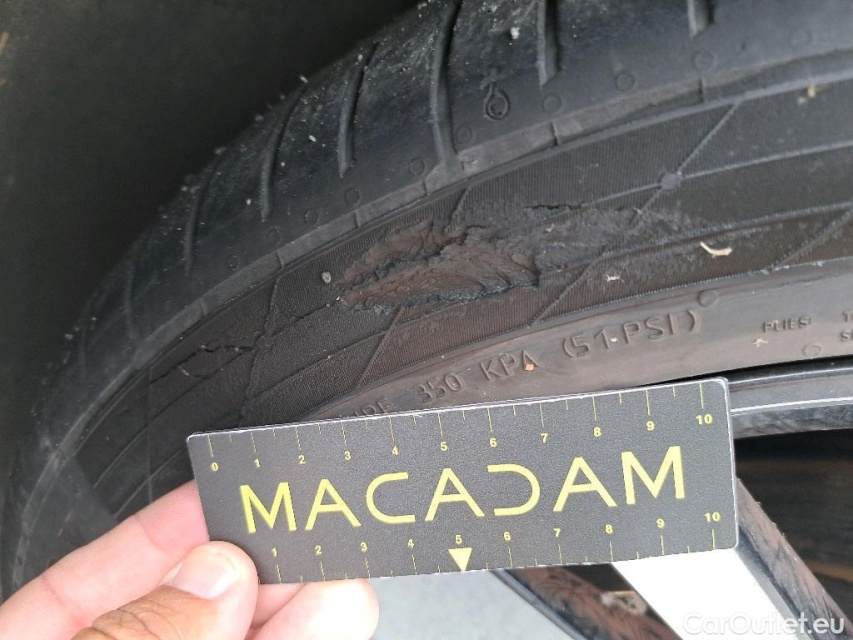 350 KPA (51 PSI)
PLIES
0 1 2 3 4 5 6 7 8 9 10
MACADAM
1 2 3 4 5 6 7 8 9 10
CarOutlet.eu